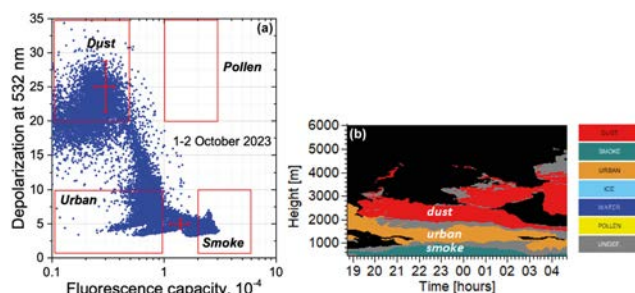 (a)
Dust
Pollen
1-2 October 2023
Urban
Smoke
Depolarization at 532 nm
35
30
25
20
15
10
5
0
0.1
1
10
Fluorescence capacity, 10⁻⁴
(b)
6000
5000
4000
3000
2000
1000
Height [m]
dust
urban
smoke
19 20 21 22 23 00 01 02 03 04
Time [hours]
DUST
SMOKE
URBAN
ICE
WATER
POLLEN
UNDEF